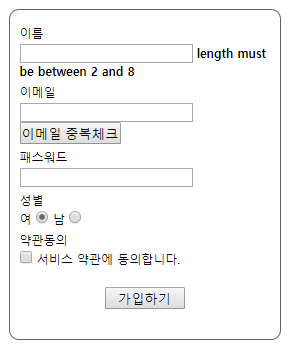 이름
length must
be between 2 and 8
이메일
이메일 중복체크
패스워드
성별
여 남
약관동의
서비스 약관에 동의합니다.
가입하기